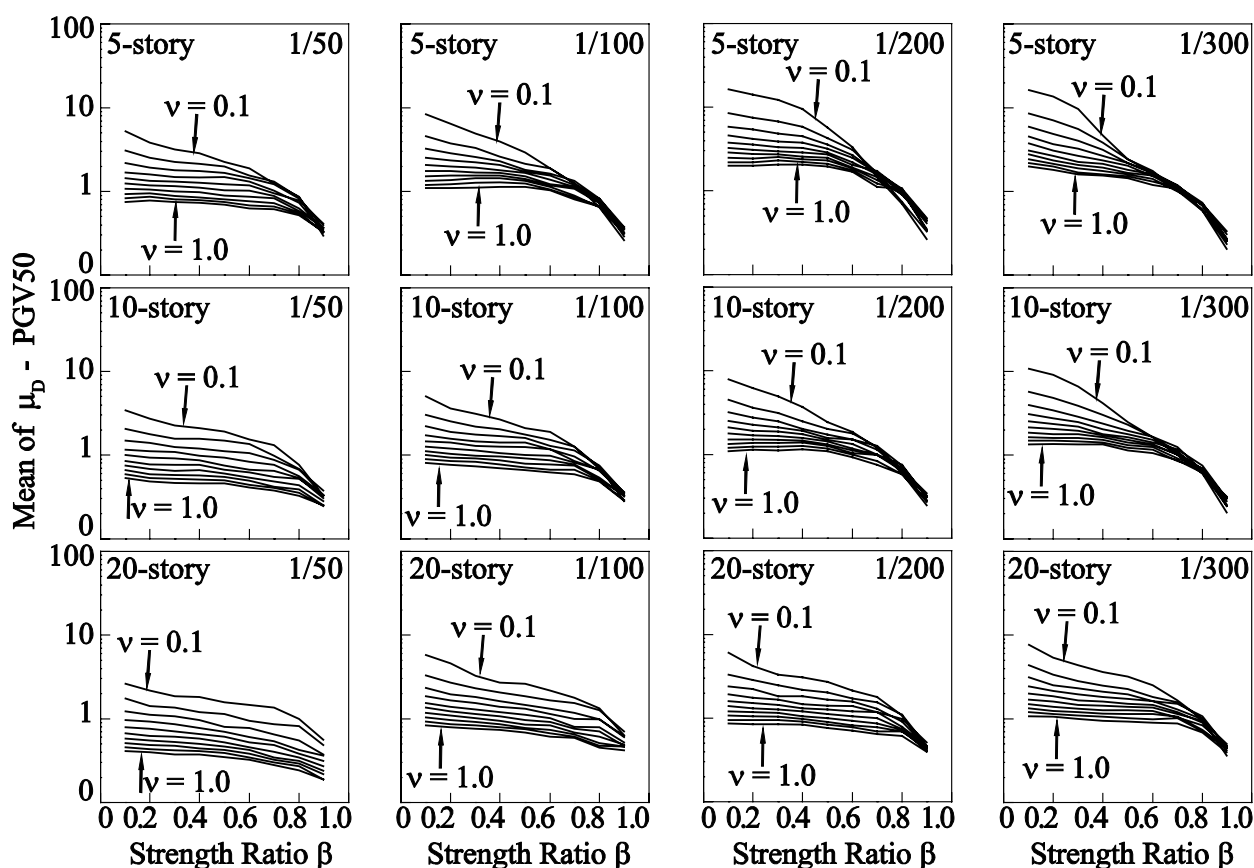 Mean of μD - PGV50
100
10
1
0
5-story 1/50
ν = 0.1
ν = 1.0
5-story 1/100
ν = 0.1
ν = 1.0
5-story 1/200
ν = 0.1
ν = 1.0
5-story 1/300
ν = 0.1
ν = 1.0
100
10
1
0
10-story 1/50
ν = 0.1
ν = 1.0
10-story 1/100
ν = 0.1
ν = 1.0
10-story 1/200
ν = 0.1
ν = 1.0
10-story 1/300
ν = 0.1
ν = 1.0
100
10
1
0
20-story 1/50
ν = 0.1
ν = 1.0
20-story 1/100
ν = 0.1
ν = 1.0
20-story 1/200
ν = 0.1
ν = 1.0
20-story 1/300
ν = 0.1
ν = 1.0
0 0.2 0.4 0.6 0.8 1.0
0 0.2 0.4 0.6 0.8 1.0
0 0.2 0.4 0.6 0.8 1.0
0 0.2 0.4 0.6 0.8 1.0
Strength Ratio β
Strength Ratio β
Strength Ratio β
Strength Ratio β